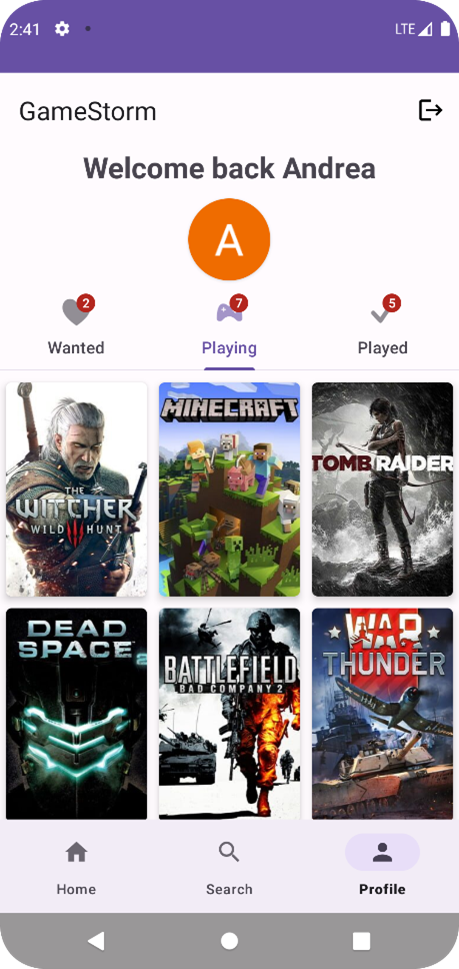 2:41
LTE
GameStorm
Welcome back Andrea
A
2
7
5
Wanted
Playing
Played
THE
WITCHER
WILD HUNT
MINECRAFT
TOMB RAIDER
DEAD
SPACE 2
BATTLEFIELD
BAD COMPANY 2
WAR
THUNDER
Home
Search
Profile